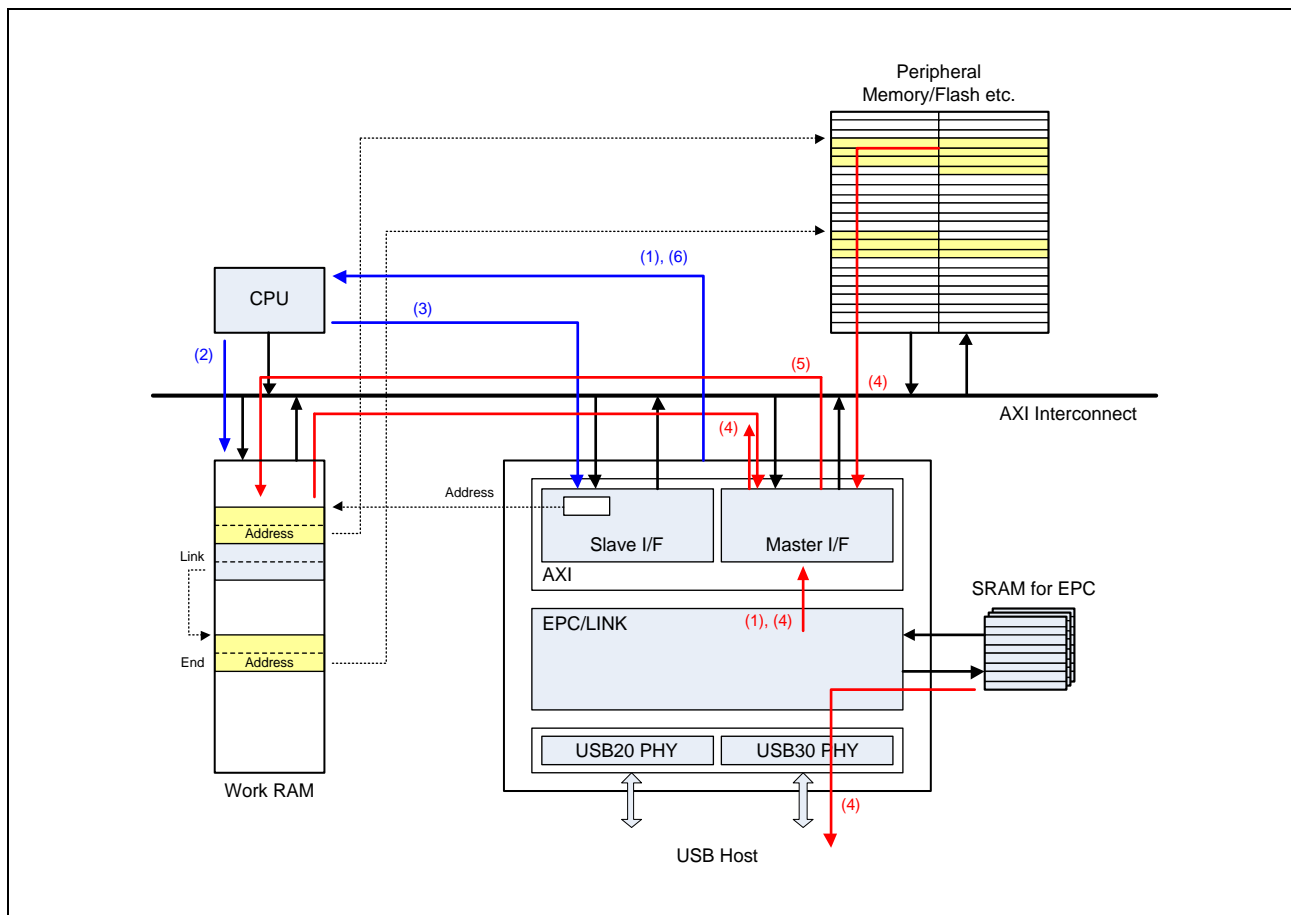 Peripheral
Memory/Flash etc.
(1), (6)
CPU
(3)
(2)
(5)
(4)
AXI Interconnect
(4)
Address
Address
Slave I/F
Master I/F
Link
AXI
SRAM for EPC
(1), (4)
EPC/LINK
End
Address
USB20 PHY
USB30 PHY
Work RAM
(4)
USB Host